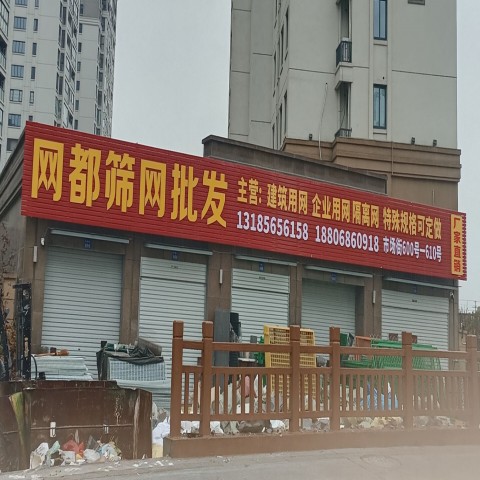 网都筛网批发
主营：建筑用网 企业用网 隔离网 特殊规格可定做
13185656158 18806860918 市场街600号－610号
厂家直销